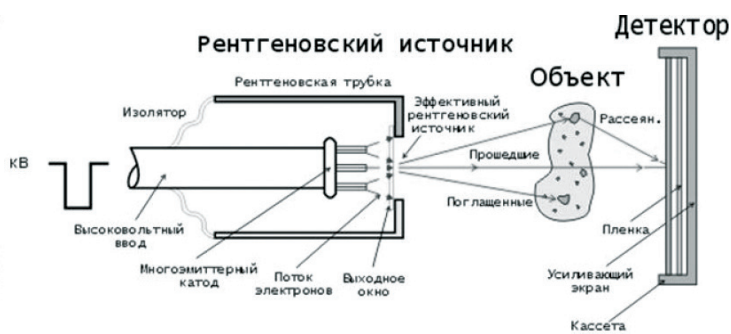 Детектор
Рентгеновский источник
Объект
Рентгеновская трубка
Изолятор
Эффективный
рентгеновский
источник
Рассеян.
кВ
Прошедшие
Поглащенные
Высоковольтный
ввод
Многоэмиттерный
катод
Поток
электронов
Выходное
окно
Пленка
Усиливающий
экран
Кассета